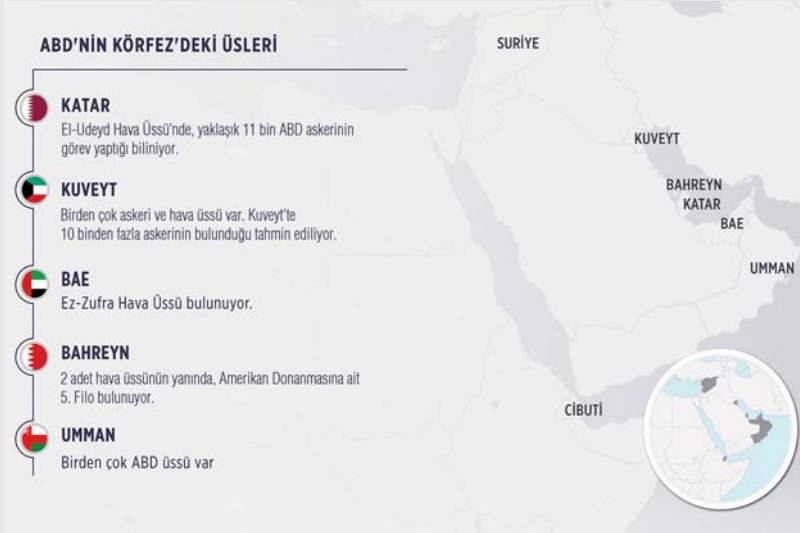 ABD'NİN KÖRFEZ'DEKİ ÜSLERİ
KATAR
El-Udeyd Hava Üssü'nde, yaklaşık 11 bin ABD askerinin
görev yaptığı biliniyor.
KUVEYT
Birden çok askeri ve hava üssü var. Kuveyt'te
10 binden fazla askerinin bulunduğu tahmin ediliyor.
BAE
Ez-Zufra Hava Üssü bulunuyor.
BAHREYN
2 adet hava üssünün yanında, Amerikan Donanmasına ait
5. Filo bulunuyor.
UMMAN
Birden çok ABD üssü var
SURİYE
KUVEYT
BAHREYN
KATAR
BAE
UMMAN
CİBUTİ